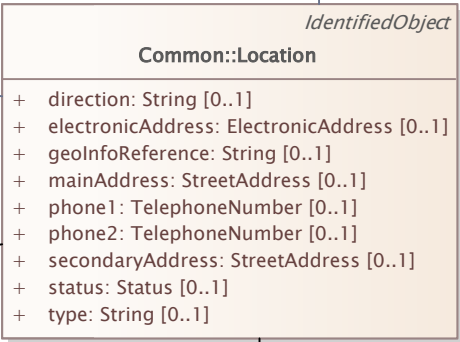 IdentifiedObject
Common::Location
+ direction: String [0..1]
+ electronicAddress: ElectronicAddress [0..1]
+ geoInfoReference: String [0..1]
+ mainAddress: StreetAddress [0..1]
+ phone1: TelephoneNumber [0..1]
+ phone2: TelephoneNumber [0..1]
+ secondaryAddress: StreetAddress [0..1]
+ status: Status [0..1]
+ type: String [0..1]